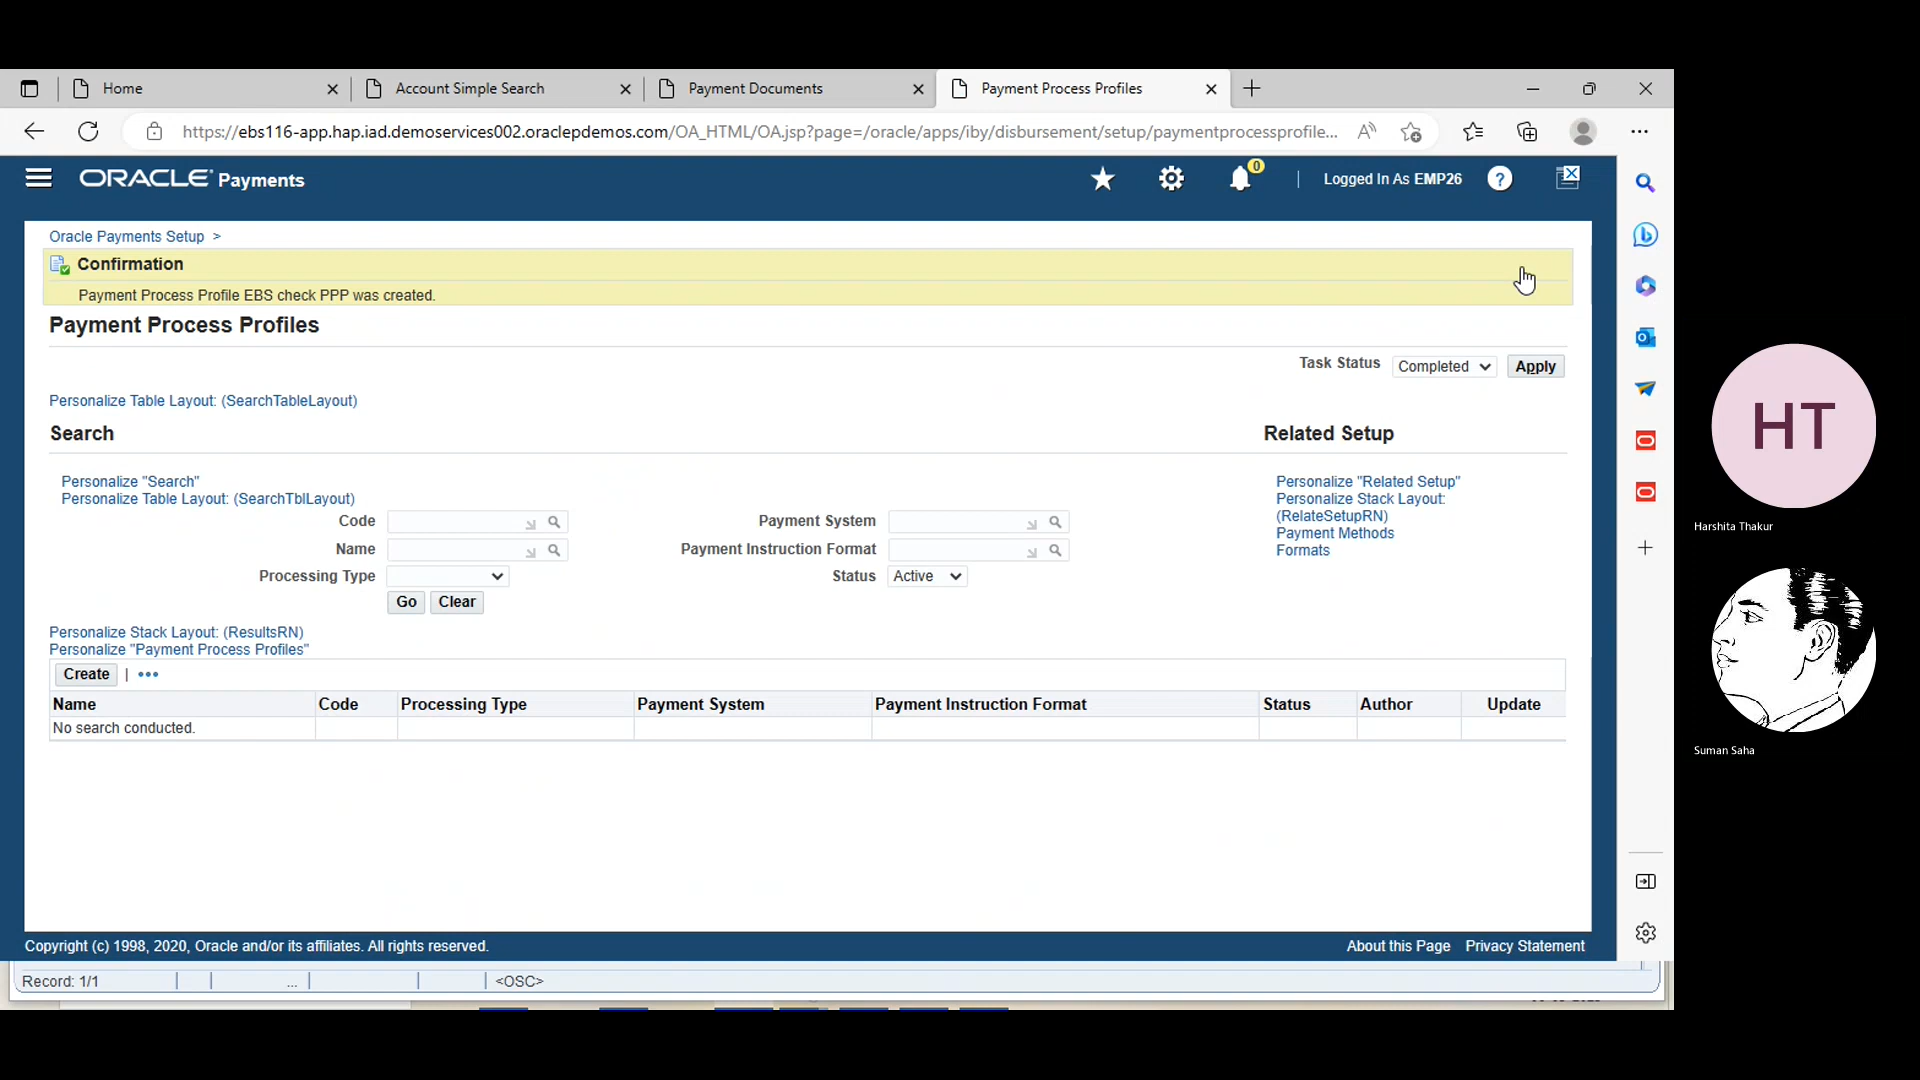 Home
Account Simple Search
Payment Documents
Payment Process Profiles
https://ebs116-app.hap.iad.demoservices002.oraclepdemos.com/OA_HTML/OA.jsp?page=/oracle/apps/iby/disbursement/setup/paymentprocessprofile...
ORACLE Payments
0
Logged In As EMP26
Oracle Payments Setup >
Confirmation
Payment Process Profile EBS check PPP was created.
Payment Process Profiles
Task Status Completed Apply
Personalize Table Layout: (SearchTableLayout)
Search
Related Setup
Personalize "Search"
Personalize Table Layout: (SearchTblLayout)
Personalize "Related Setup"
Personalize Stack Layout:
(RelateSetupRN)
Payment Methods
Formats
Code
Payment System
Name
Payment Instruction Format
Processing Type
Status Active
Go Clear
Personalize Stack Layout: (ResultsRN)
Personalize "Payment Process Profiles"
Create | •••
Name Code Processing Type Payment System Payment Instruction Format Status Author Update
No search conducted.
Copyright (c) 1998, 2020, Oracle and/or its affiliates. All rights reserved.
About this Page Privacy Statement
Record: 1/1 ... <OSC>
HT
Harshita Thakur
Suman Saha